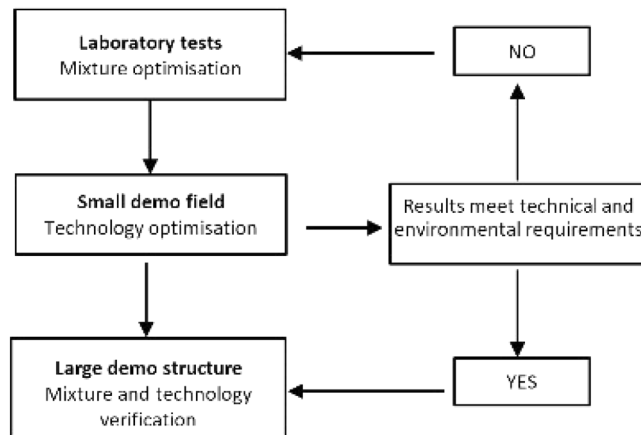 Laboratory tests
Mixture optimisation
NO
Small demo field
Technology optimisation
Results meet technical and
environmental requirements
Large demo structure
Mixture and technology
verification
YES